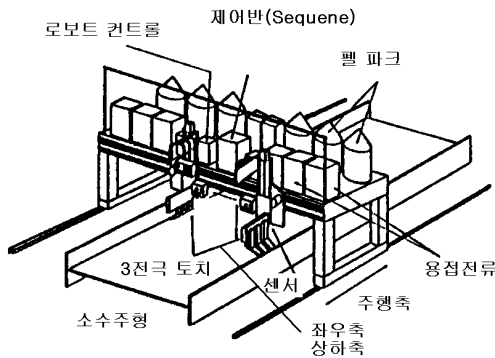 제어반(Sequene)
로보트 컨트롤
펠 파크
3전극 토치
센서
용접전류
주행축
소수주형
좌우축
상하축